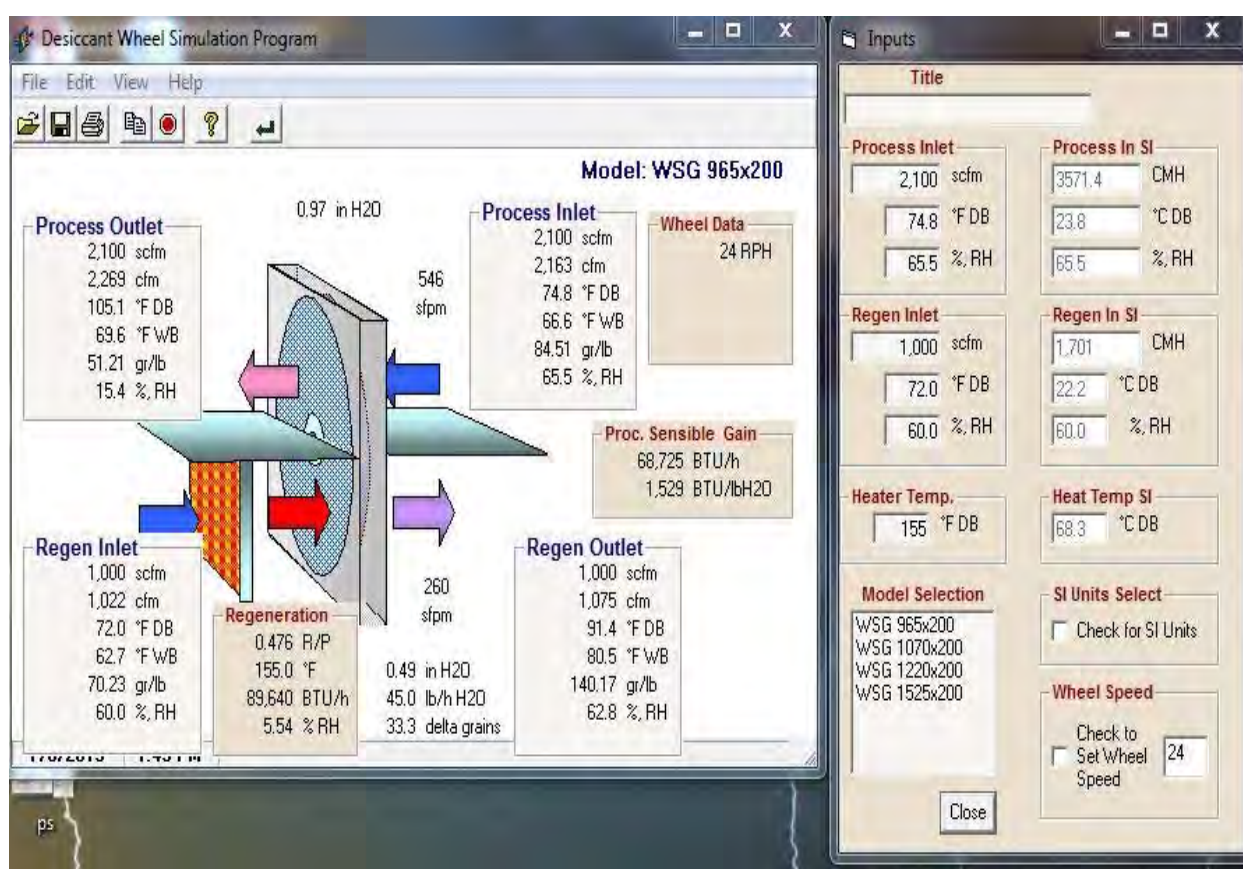 Desiccant Wheel Simulation Program
File Edit View Help
Model: WSG 965x200
0.97 in H2O
Process Outlet
2,100 scfm
2,269 cfm
105.1 °F DB
69.6 °F WB
51.21 gr/lb
15.4 %, RH
546
sfpm
Process Inlet
2,100 scfm
2,163 cfm
74.8 °F DB
66.6 °F WB
84.51 gr/lb
65.5 %, RH
Wheel Data
24 RPH
Proc. Sensible Gain
68,725 BTU/h
1,529 BTU/lbH2O
Regen Inlet
1,000 scfm
1,022 cfm
72.0 °F DB
62.7 °F WB
70.23 gr/lb
60.0 %, RH
Regeneration
0.476 R/P
155.0 °F
89,640 BTU/h
5.54 % RH
260
sfpm
0.49 in H2O
45.0 lb/h H2O
33.3 delta grains
Regen Outlet
1,000 scfm
1,075 cfm
91.4 °F DB
80.5 °F WB
140.17 gr/lb
62.8 %, RH
ps
Inputs
Title
Process Inlet
2,100 scfm
74.8 °F DB
65.5 %, RH
Process In SI
3571.4 CMH
23.8 °C DB
65.5 %, RH
Regen Inlet
1,000 scfm
72.0 °F DB
60.0 %, RH
Regen In SI
1,701 CMH
22.2 °C DB
60.0 %, RH
Heater Temp.
155 °F DB
Heat Temp SI
68.3 °C DB
Model Selection
WSG 965x200
WSG 1070x200
WSG 1220x200
WSG 1525x200
SI Units Select
Check for SI Units
Wheel Speed
Check to
Set Wheel
Speed
24
Close